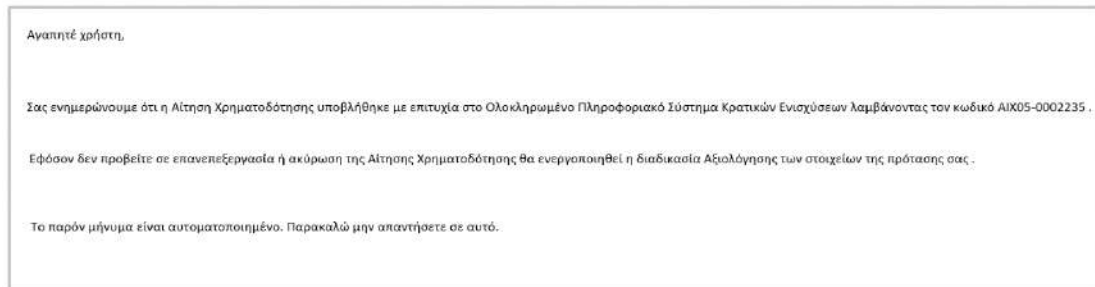 Αγαπητέ χρήστη,
Σας ενημερώνουμε ότι η Αίτηση Χρηματοδότησης υποβλήθηκε με επιτυχία στο Ολοκληρωμένο Πληροφοριακό Σύστημα Κρατικών Ενισχύσεων λαμβάνοντας τον κωδικό ΑΙΧ05-0002235 .
Εφόσον δεν προβείτε σε επανεπεξεργασία ή ακύρωση της Αίτησης Χρηματοδότησης θα ενεργοποιηθεί η διαδικασία Αξιολόγησης των στοιχείων της πρότασης σας .
Το παρόν μήνυμα είναι αυτοματοποιημένο. Παρακαλώ μην απαντήσετε σε αυτό.